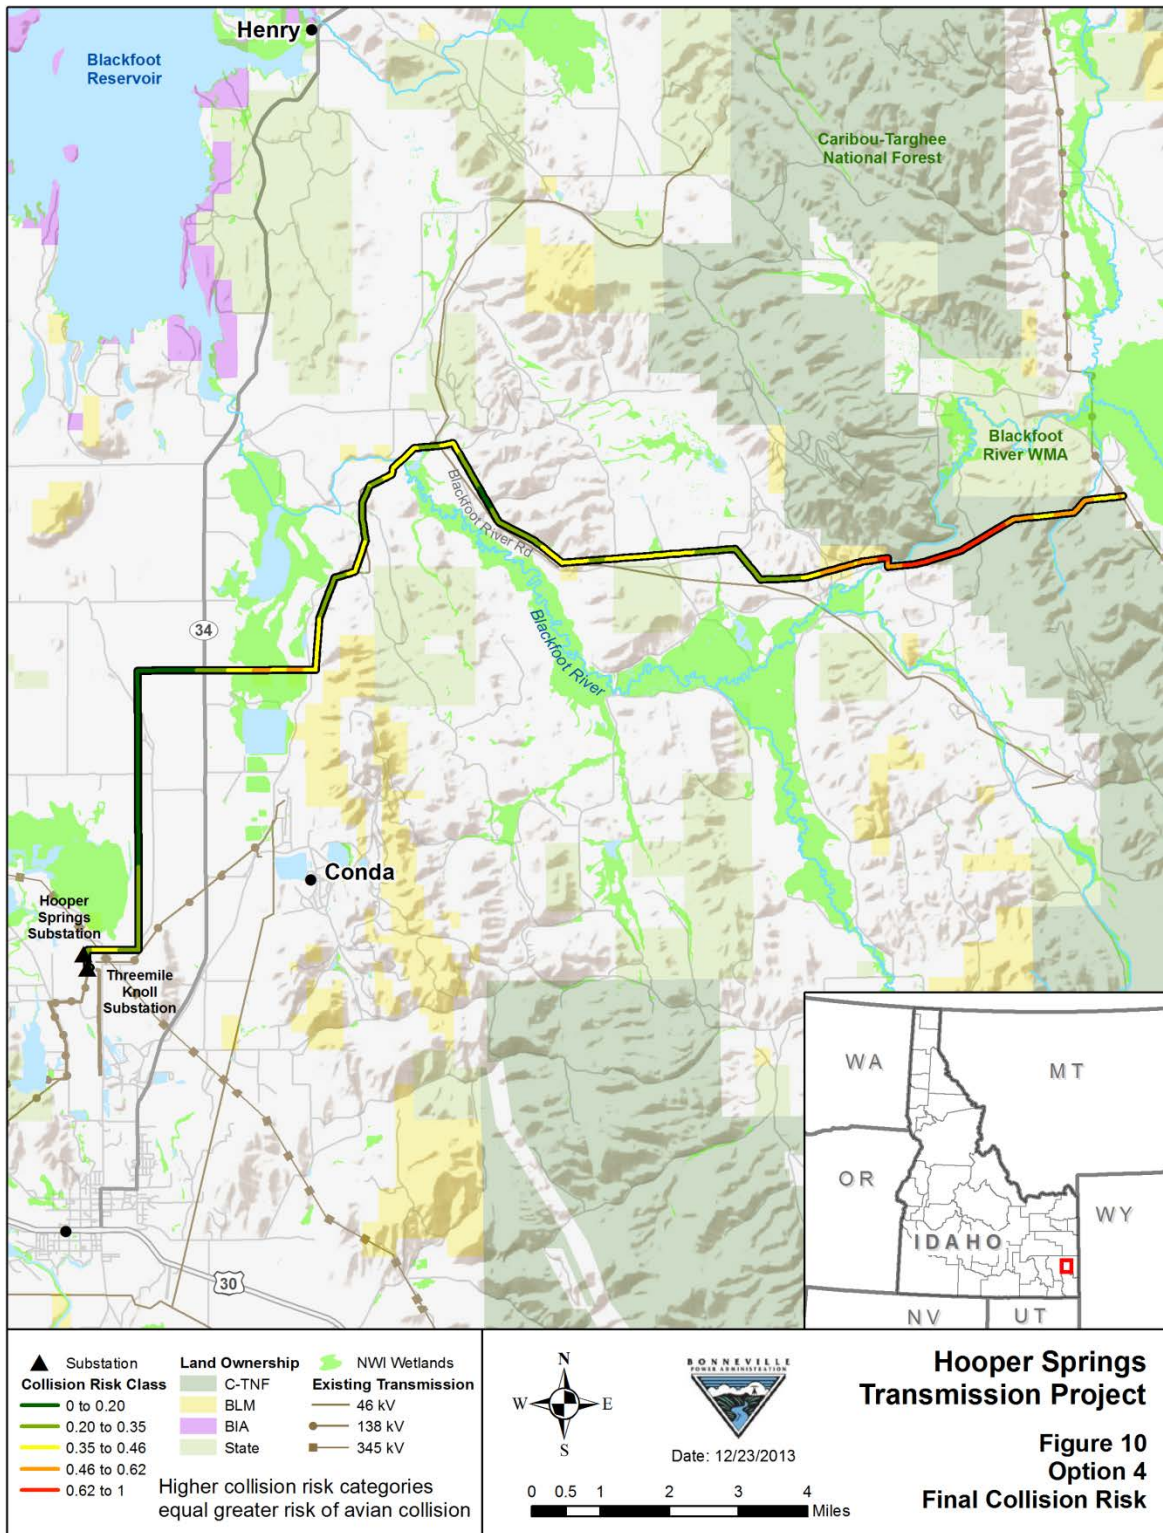 Henry
Blackfoot
Reservoir
Caribou-Targhee
National Forest
Blackfoot
River WMA
Blackfoot River Rd
Blackfoot River
34
Conda
Hooper
Springs
Substation
Threemile
Knoll
Substation
30
WA
MT
OR
IDAHO
WY
NV
UT
Substation
Collision Risk Class
0 to 0.20
0.20 to 0.35
0.35 to 0.46
0.46 to 0.62
0.62 to 1
Land Ownership
C-TNF
BLM
BIA
State
NWI Wetlands
Existing Transmission
46 kV
138 kV
345 kV
Higher collision risk categories
equal greater risk of avian collision
N
W E
S
BONNEVILLE
POWER ADMINISTRATION
Date: 12/23/2013
0 0.5 1 2 3 4
Miles
Hooper Springs
Transmission Project
Figure 10
Option 4
Final Collision Risk